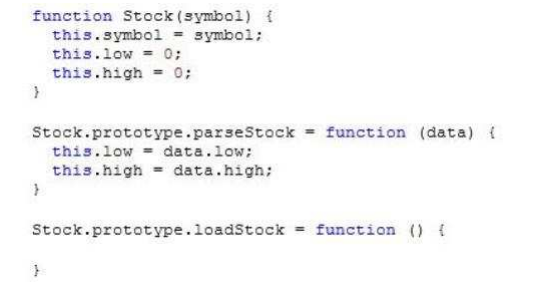 function Stock(symbol) {
  this.symbol = symbol;
  this.low = 0;
  this.high = 0;
}
Stock.prototype.parseStock = function (data) {
  this.low = data.low;
  this.high = data.high;
}
Stock.prototype.loadStock = function () {
}